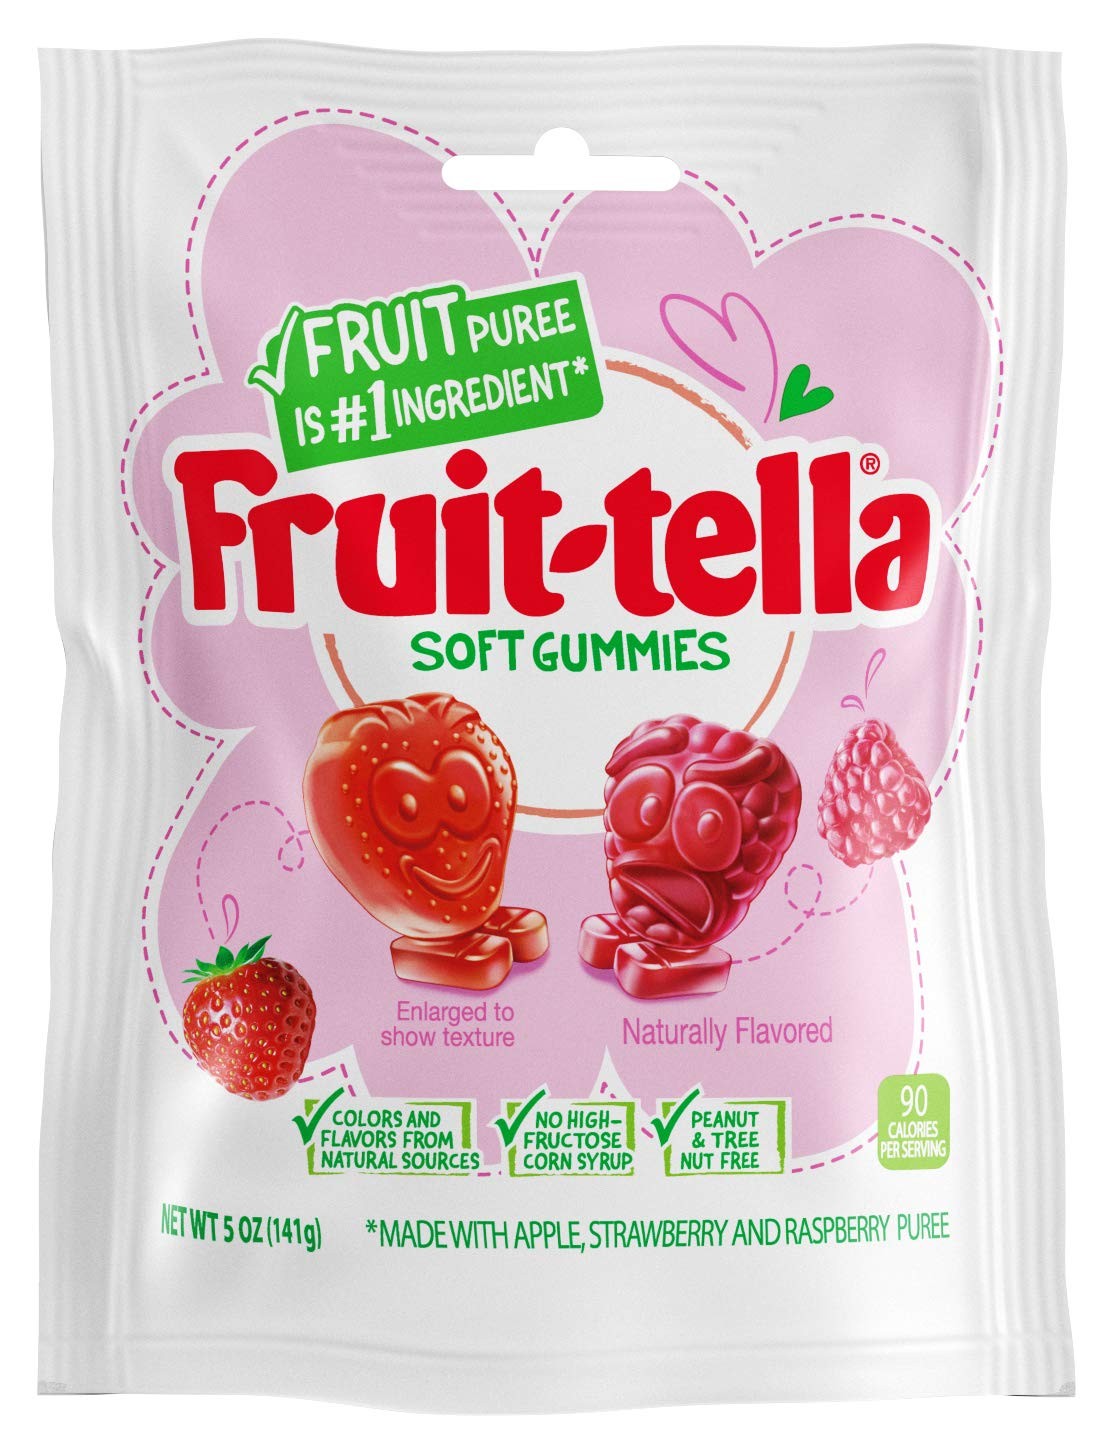 FRUIT PUREE
IS #1 INGREDIENT*
Fruit-tella®
SOFT GUMMIES
Enlarged to
show texture
Naturally Flavored
COLORS AND
FLAVORS FROM
NATURAL SOURCES
NO HIGH-
FRUCTOSE
CORN SYRUP
PEANUT
& TREE
NUT FREE
90
CALORIES
PER SERVING
NET WT 5 OZ (141g)
*MADE WITH APPLE, STRAWBERRY AND RASPBERRY PUREE